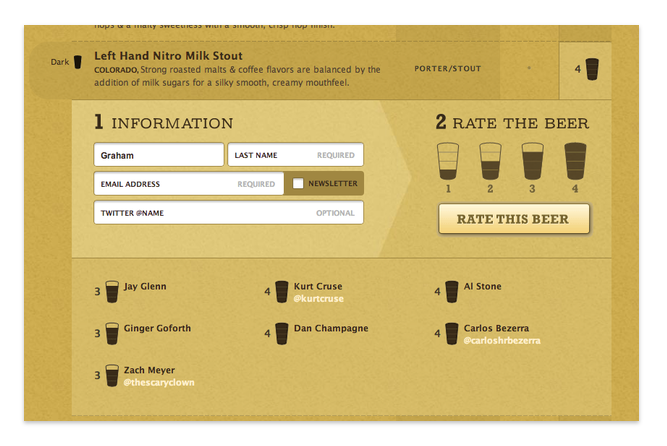 hops & a malty sweetness with a smooth, crisp hop finish.
Dark
Left Hand Nitro Milk Stout
COLORADO, Strong roasted malts & coffee flavors are balanced by the
addition of milk sugars for a silky smooth, creamy mouthfeel.
PORTER/STOUT
4
1 INFORMATION
Graham
LAST NAME REQUIRED
EMAIL ADDRESS REQUIRED NEWSLETTER
TWITTER @NAME OPTIONAL
2 RATE THE BEER
1 2 3 4
RATE THIS BEER
3 Jay Glenn
4 Kurt Cruse
@kurtcruse
4 Al Stone
3 Ginger Goforth
4 Dan Champagne
4 Carlos Bezerra
@carloshrbezerra
3 Zach Meyer
@thescaryclown